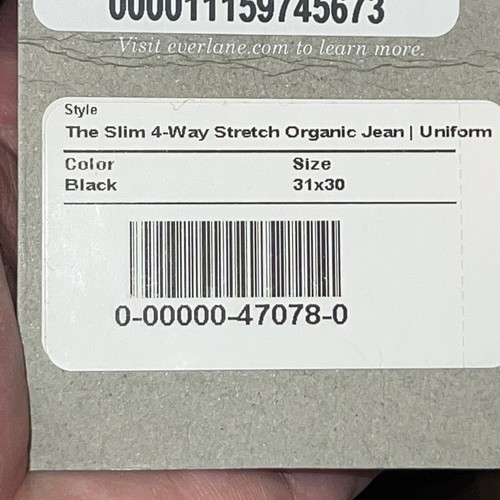 000011159745673
Visit everlane.com to learn more.
Style
The Slim 4-Way Stretch Organic Jean | Uniform
Color Size
Black 31x30
0-00000-47078-0